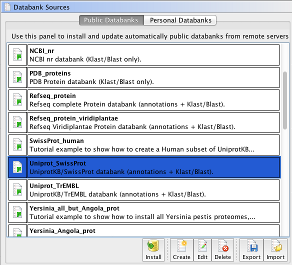 Databank Sources
Public Databanks
Personal Databanks
Use this panel to install and update automatically public databanks from remote servers
NCBI_nr
NCBI nr databank (Klast/Blast only).
PDB_proteins
PDB Protein databank (Klast/Blast only).
Refseq_protein
Refseq complete Protein databank (annotations + Klast/Blast).
Refseq_protein_viridiplantae
Refseq Viridiplantae Protein databank (annotations + Klast/Blast).
SwissProt_human
Tutorial example to show how to create a Human subset of UniprotKB...
Uniprot_SwissProt
UniprotKB/SwissProt databank (annotations + Klast/Blast).
Uniprot_TrEMBL
UniprotKB/TrEMBL databank (annotations + Klast/Blast).
Yersinia_all_but_Angola_prot
Tutorial example to show how to install all Yersinia pestis proteomes,...
Yersinia_Angola_prot
Install
Create
Edit
Delete
Export
Import